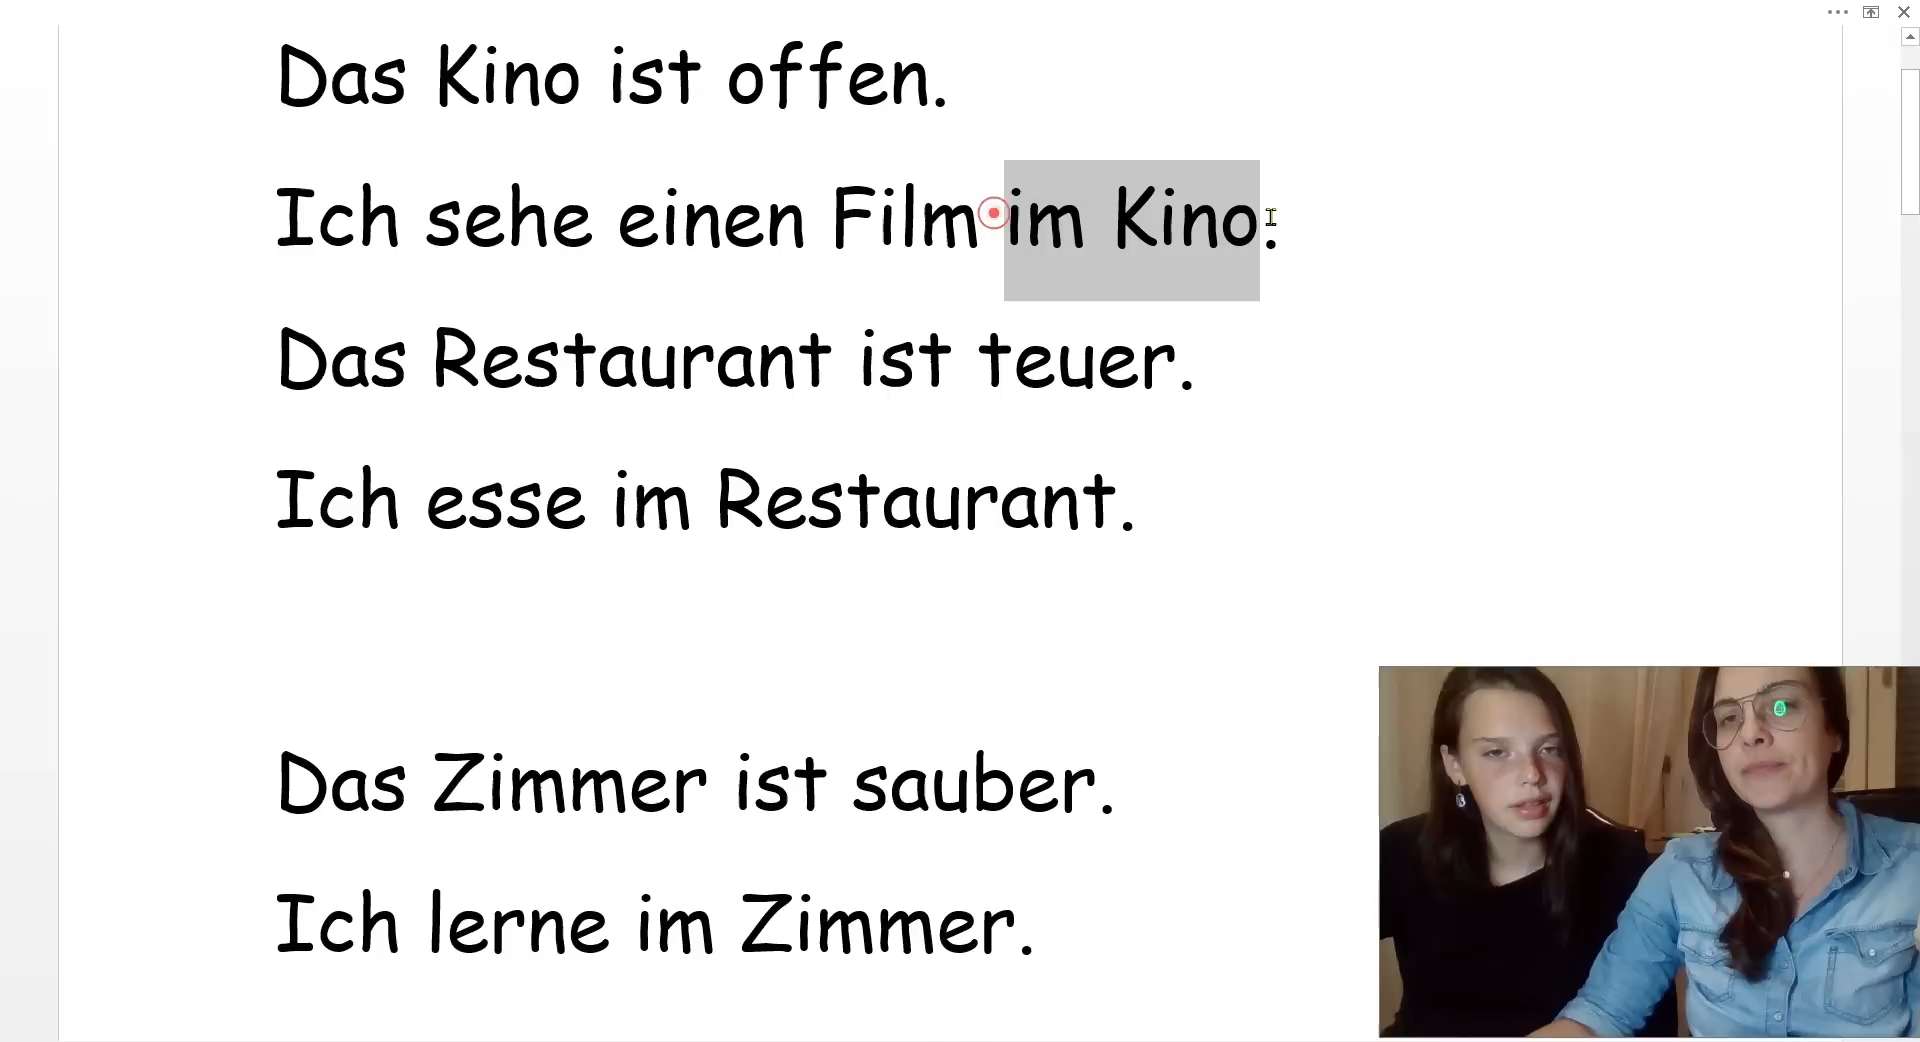 Das Kino ist offen.
Ich sehe einen Film im Kino.
Das Restaurant ist teuer.
Ich esse im Restaurant.
Das Zimmer ist sauber.
Ich lerne im Zimmer.